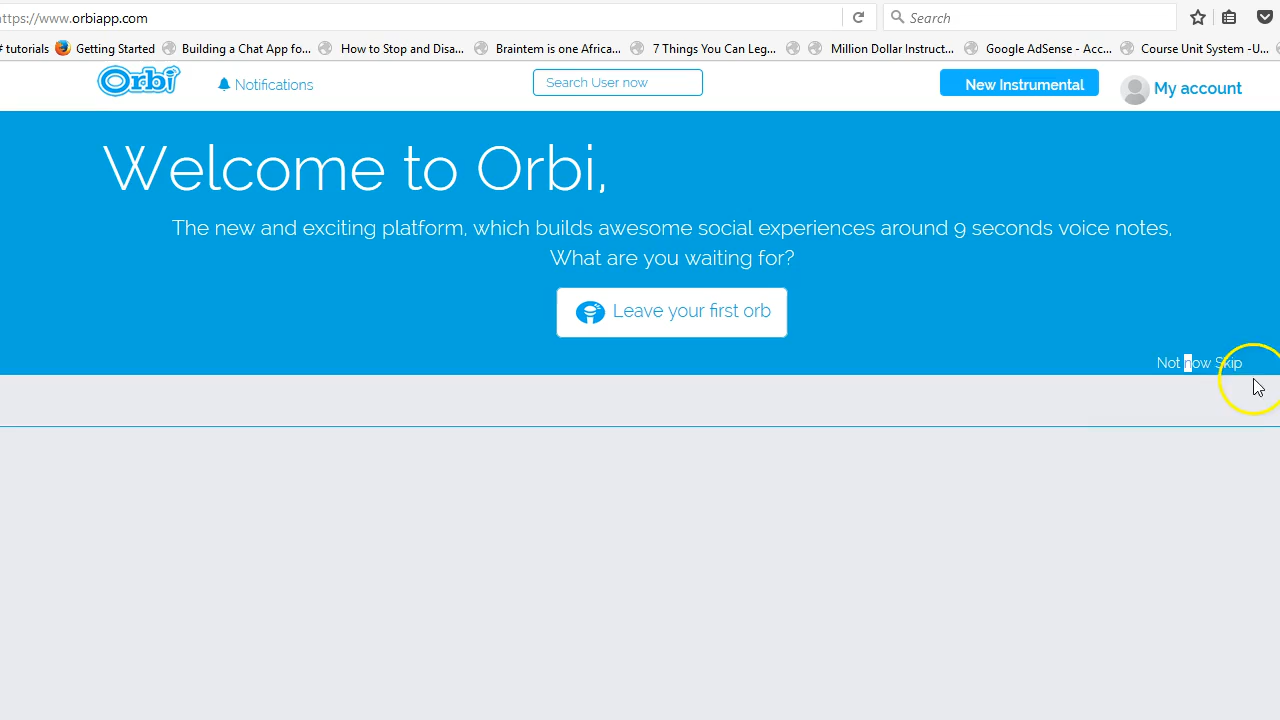 ttps://www.orbiapp.com
Search
# tutorials Getting Started Building a Chat App fo... How to Stop and Disa... Braintem is one Africa... 7 Things You Can Leg... Million Dollar Instruct... Google AdSense - Acc... Course Unit System -U...
Orbi Notifications Search User now New Instrumental My account
Welcome to Orbi,
The new and exciting platform, which builds awesome social experiences around 9 seconds voice notes,
What are you waiting for?
Leave your first orb
Not now Skip